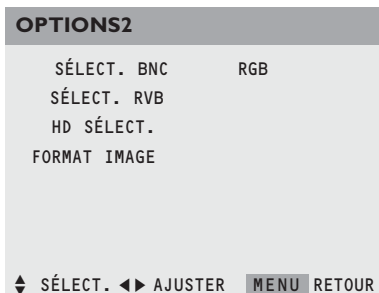 OPTIONS2
SÉLECT. BNC RGB
SÉLECT. RVB
HD SÉLECT.
FORMAT IMAGE
SÉLECT. AJUSTER MENU RETOUR